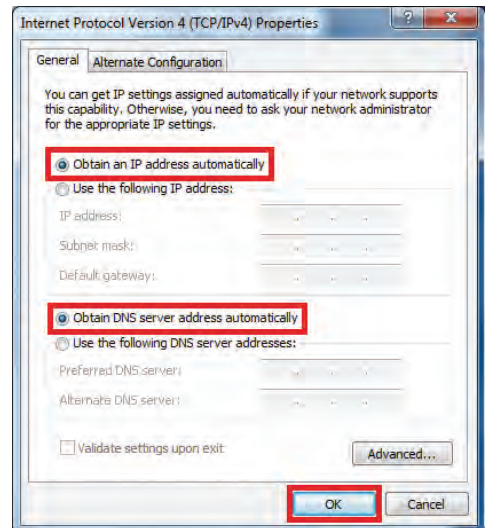 Internet Protocol Version 4 (TCP/IPv4) Properties
General
Alternate Configuration
You can get IP settings assigned automatically if your network supports
this capability. Otherwise, you need to ask your network administrator
for the appropriate IP settings.
Obtain an IP address automatically
Use the following IP address:
IP address:
Subnet mask:
Default gateway:
Obtain DNS server address automatically
Use the following DNS server addresses:
Preferred DNS server:
Alternate DNS server:
Validate settings upon exit
Advanced...
OK
Cancel